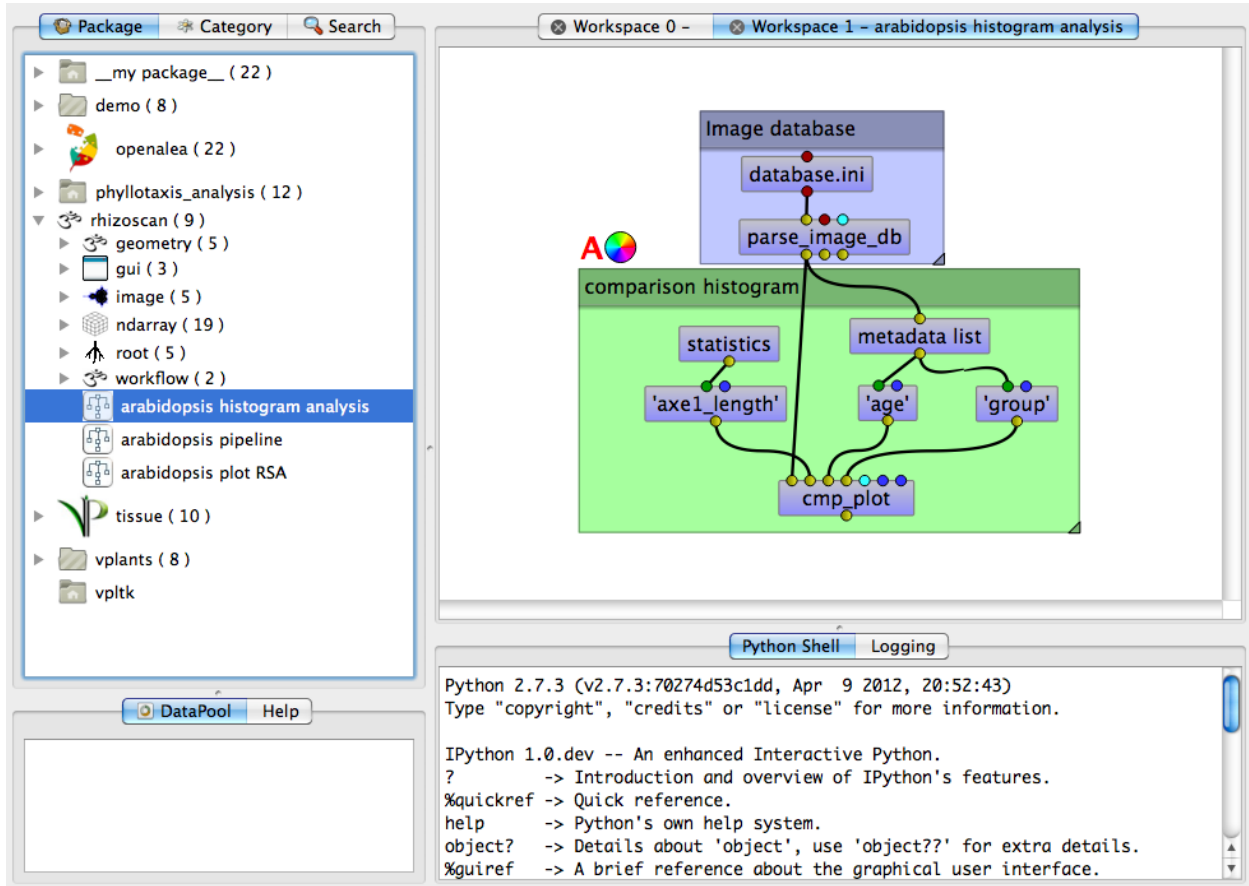 Package Category Search
__my package__ ( 22 )
demo ( 8 )
openalea ( 22 )
phyllotaxis_analysis ( 12 )
rhizoscan ( 9 )
geometry ( 5 )
gui ( 3 )
image ( 5 )
ndarray ( 19 )
root ( 5 )
workflow ( 2 )
arabidopsis histogram analysis
arabidopsis pipeline
arabidopsis plot RSA
tissue ( 10 )
vplants ( 8 )
vpltk
DataPool Help
Workspace 0 – Workspace 1 – arabidopsis histogram analysis
Image database
database.ini
parse_image_db
A
comparison histogram
statistics
metadata list
'axe1_length'
'age'
'group'
cmp_plot
Python Shell Logging
Python 2.7.3 (v2.7.3:70274d53c1dd, Apr 9 2012, 20:52:43)
Type "copyright", "credits" or "license" for more information.
IPython 1.0.dev -- An enhanced Interactive Python.
? -> Introduction and overview of IPython's features.
%quickref -> Quick reference.
help -> Python's own help system.
object? -> Details about 'object', use 'object??' for extra details.
%guiref -> A brief reference about the graphical user interface.